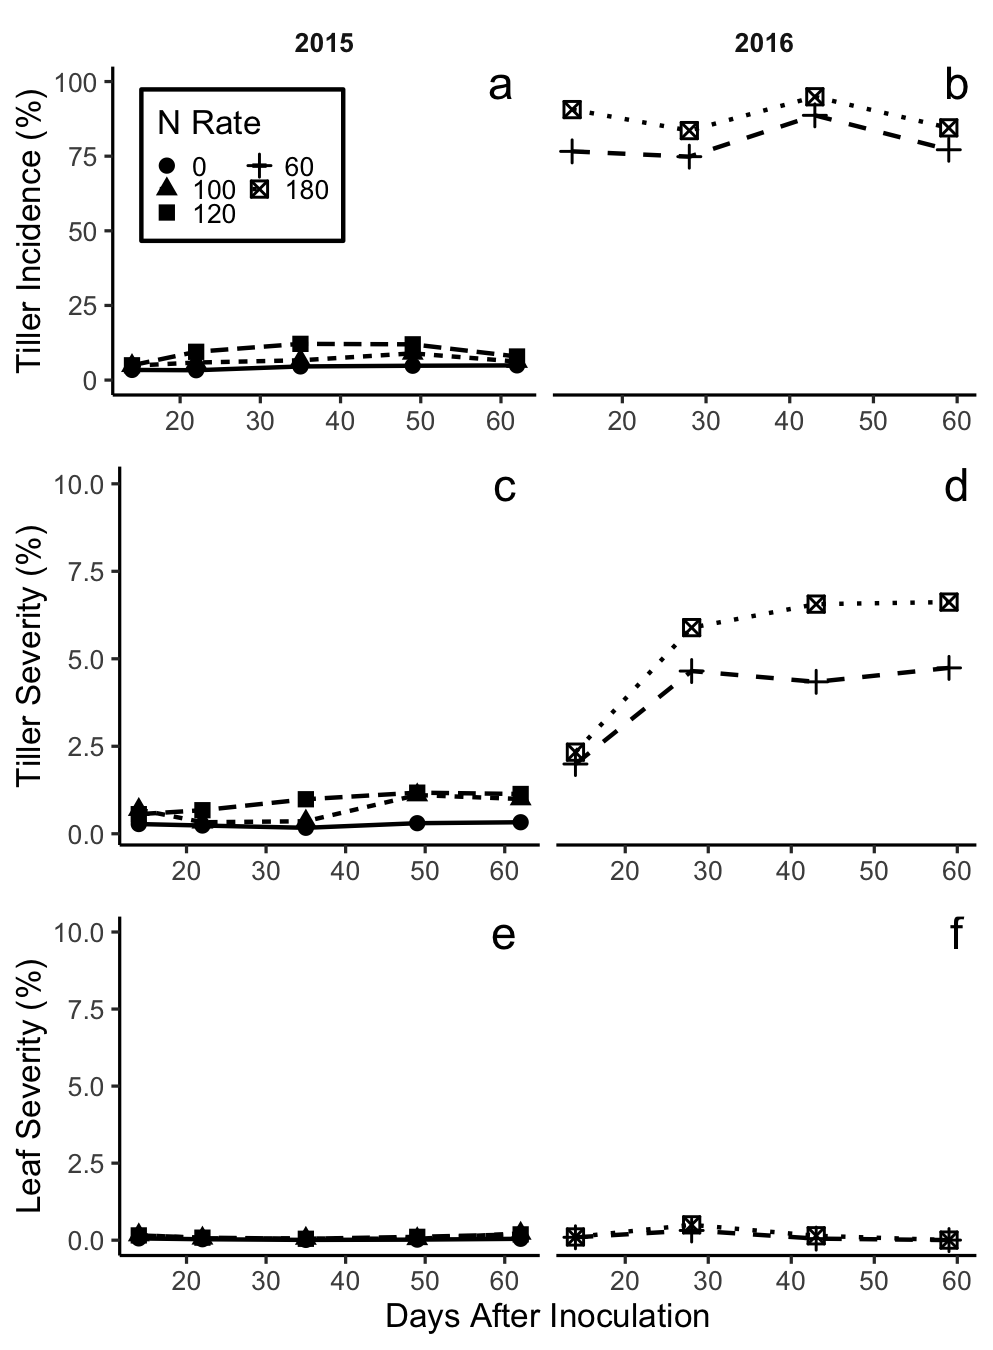 2015 2016
Tiller Incidence (%)
100
75
50
25
0
N Rate
0 60
100 180
120
a
b
20 30 40 50 60
20 30 40 50 60
Tiller Severity (%)
10.0
7.5
5.0
2.5
0.0
c
d
20 30 40 50 60
20 30 40 50 60
Leaf Severity (%)
10.0
7.5
5.0
2.5
0.0
e
f
20 30 40 50 60
20 30 40 50 60
Days After Inoculation